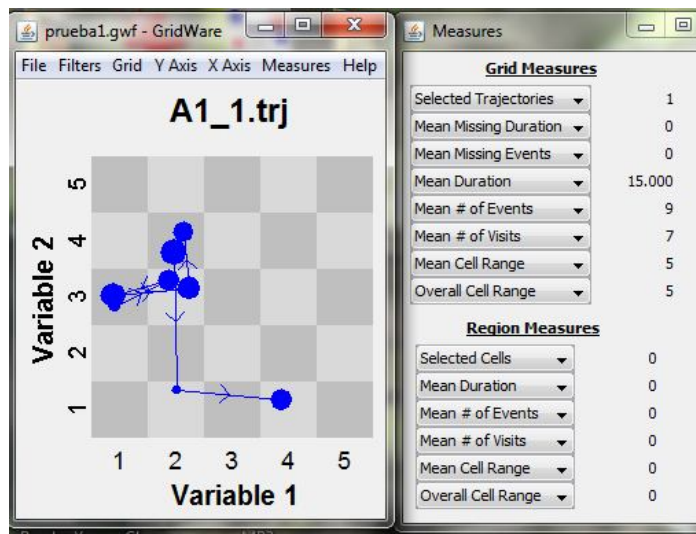 prueba1.gwf - GridWare
File Filters Grid Y Axis X Axis Measures Help
A1_1.trj
Variable 2
5
4
3
2
1
1 2 3 4 5
Variable 1
Measures
Grid Measures
Selected Trajectories 1
Mean Missing Duration 0
Mean Missing Events 0
Mean Duration 15.000
Mean # of Events 9
Mean # of Visits 7
Mean Cell Range 5
Overall Cell Range 5
Region Measures
Selected Cells 0
Mean Duration 0
Mean # of Events 0
Mean # of Visits 0
Mean Cell Range 0
Overall Cell Range 0